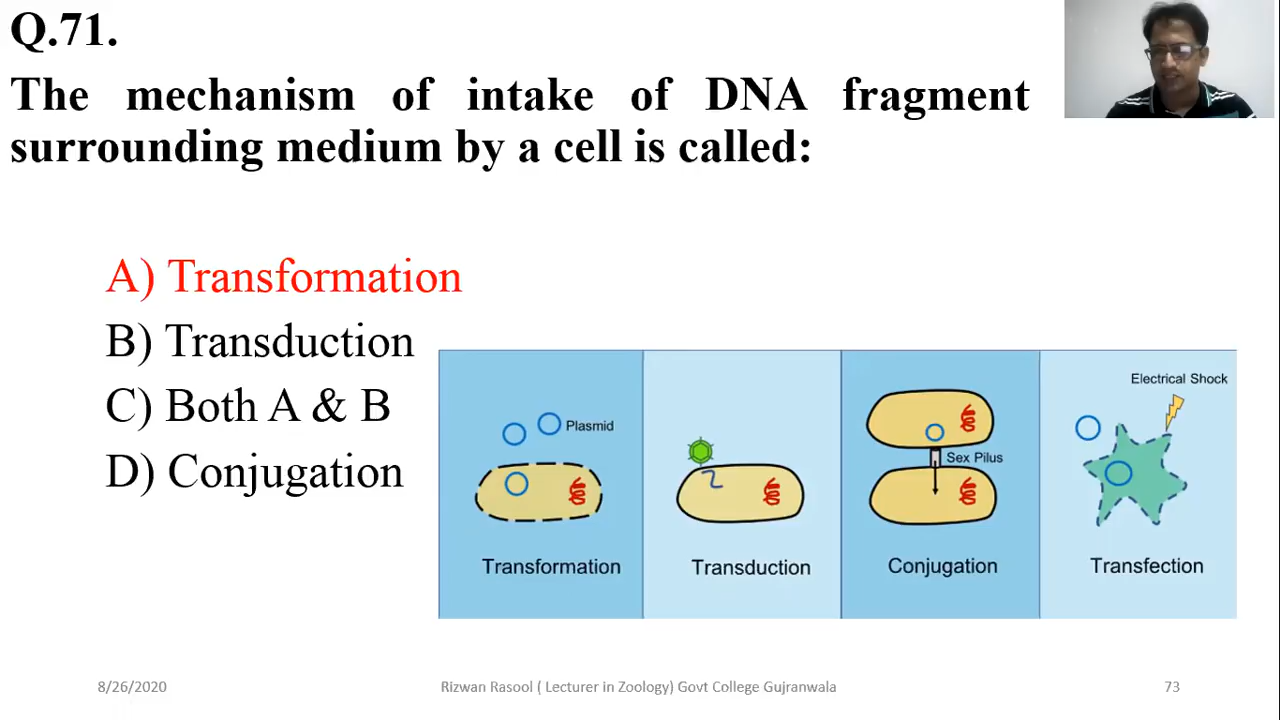 Q.71.
The mechanism of intake of DNA fragment
surrounding medium by a cell is called:
A) Transformation
B) Transduction
C) Both A & B
D) Conjugation
Plasmid
Transformation
Transduction
Sex Pilus
Conjugation
Electrical Shock
Transfection
8/26/2020
Rizwan Rasool ( Lecturer in Zoology) Govt College Gujranwala
73